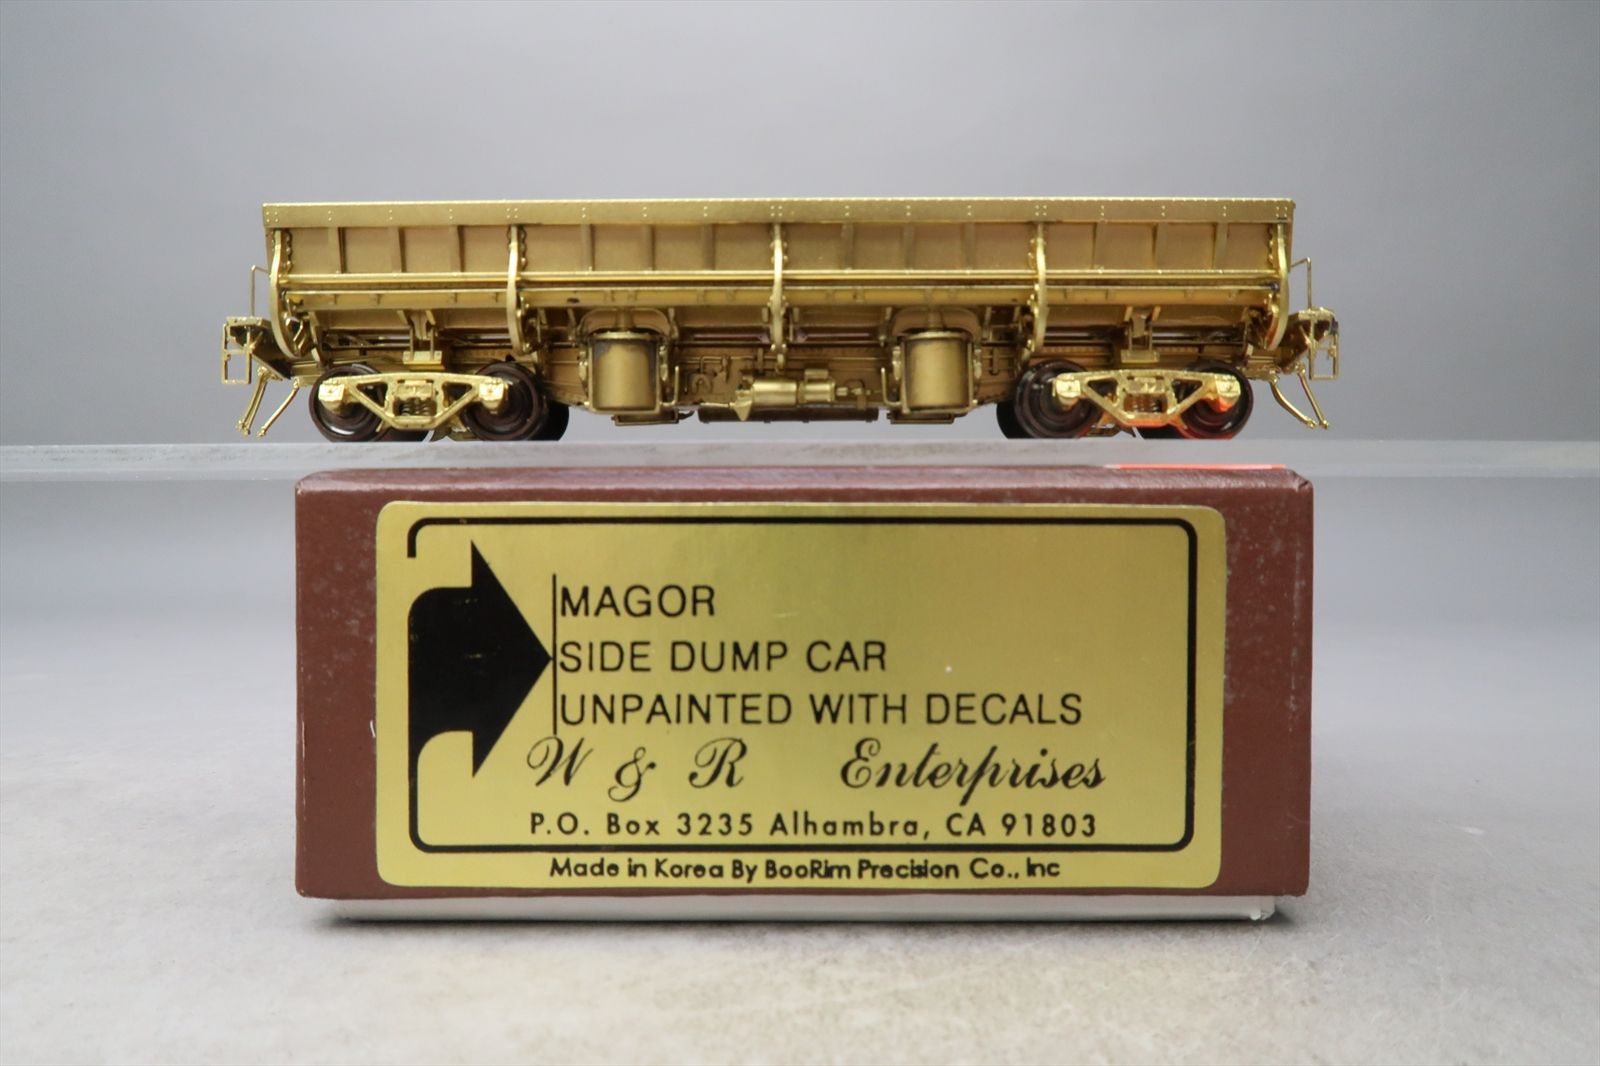 MAGOR
SIDE DUMP CAR
UNPAINTED WITH DECALS
W & R Enterprises
P.O. Box 3235 Alhambra, CA 91803
Made in Korea By BooRim Precision Co., Inc